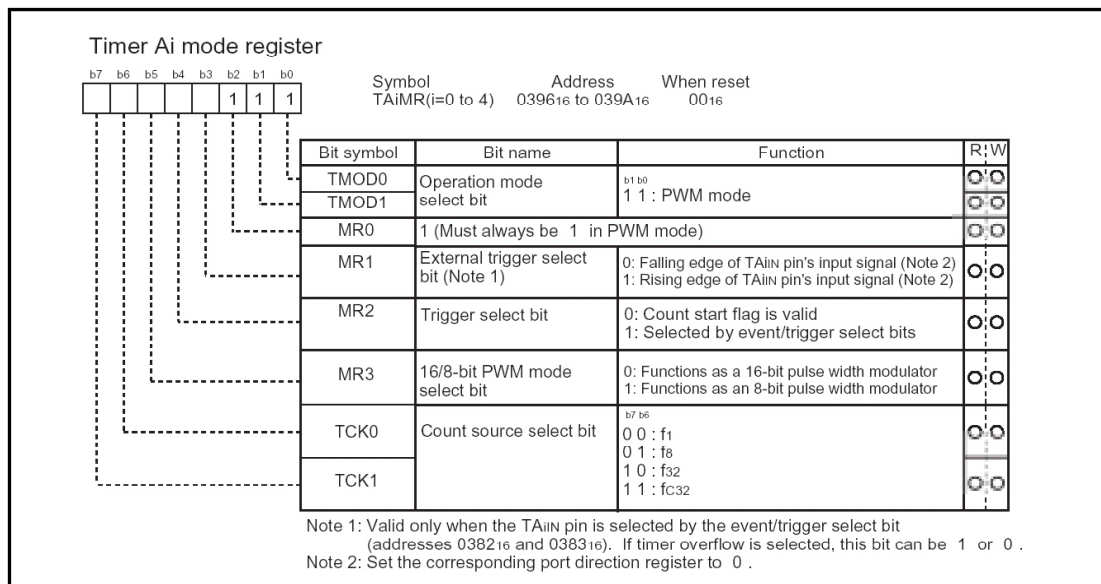 Timer Ai mode register
b7 b6 b5 b4 b3 b2 b1 b0
1 1 1
Symbol Address When reset
TAiMR(i=0 to 4) 039616 to 039A16 0016
Bit symbol Bit name Function R W
TMOD0
TMOD1
Operation mode
select bit
b1 b0
1 1 : PWM mode
MR0 1 (Must always be 1 in PWM mode)
MR1
External trigger select
bit (Note 1)
0: Falling edge of TAiIN pin's input signal (Note 2)
1: Rising edge of TAiIN pin's input signal (Note 2)
MR2
Trigger select bit
0: Count start flag is valid
1: Selected by event/trigger select bits
MR3
16/8-bit PWM mode
select bit
0: Functions as a 16-bit pulse width modulator
1: Functions as an 8-bit pulse width modulator
TCK0
TCK1
Count source select bit
b7 b6
0 0 : f1
0 1 : f8
1 0 : f32
1 1 : fC32
Note 1: Valid only when the TAiIN pin is selected by the event/trigger select bit
(addresses 038216 and 038316). If timer overflow is selected, this bit can be 1 or 0 .
Note 2: Set the corresponding port direction register to 0 .